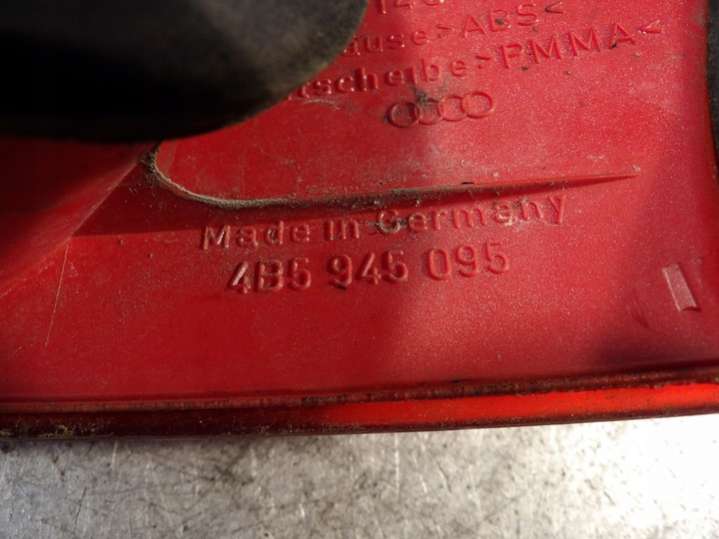 >ABS<
>PMMA<
Made in Germany
4B5 945 095